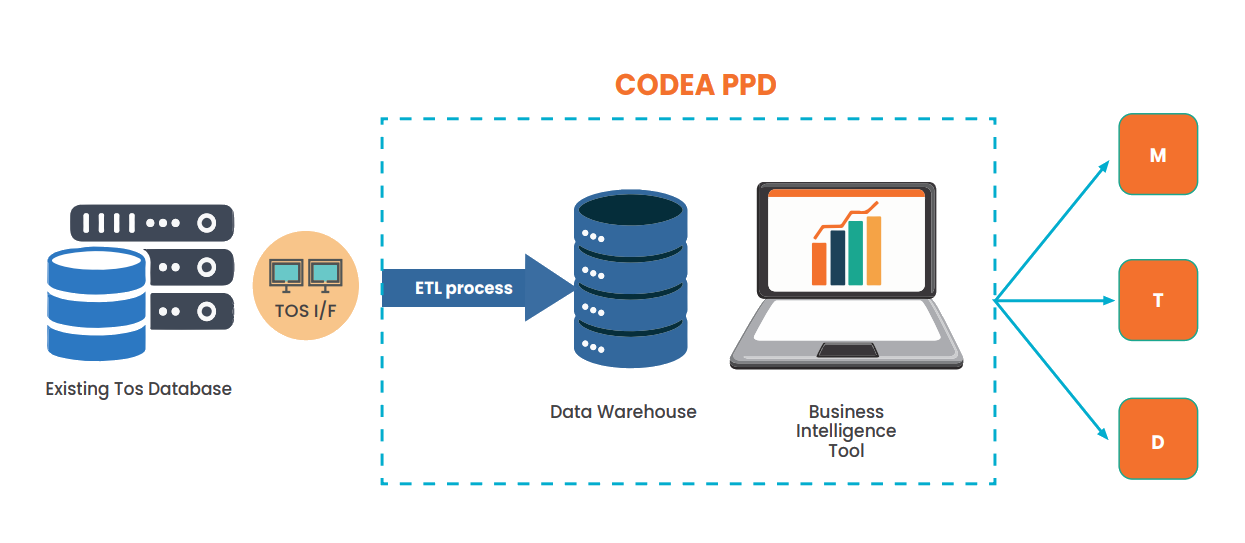 CODEA PPD
M
TOS I/F
ETL process
T
Existing Tos Database
Data Warehouse
Business
Intelligence
Tool
D